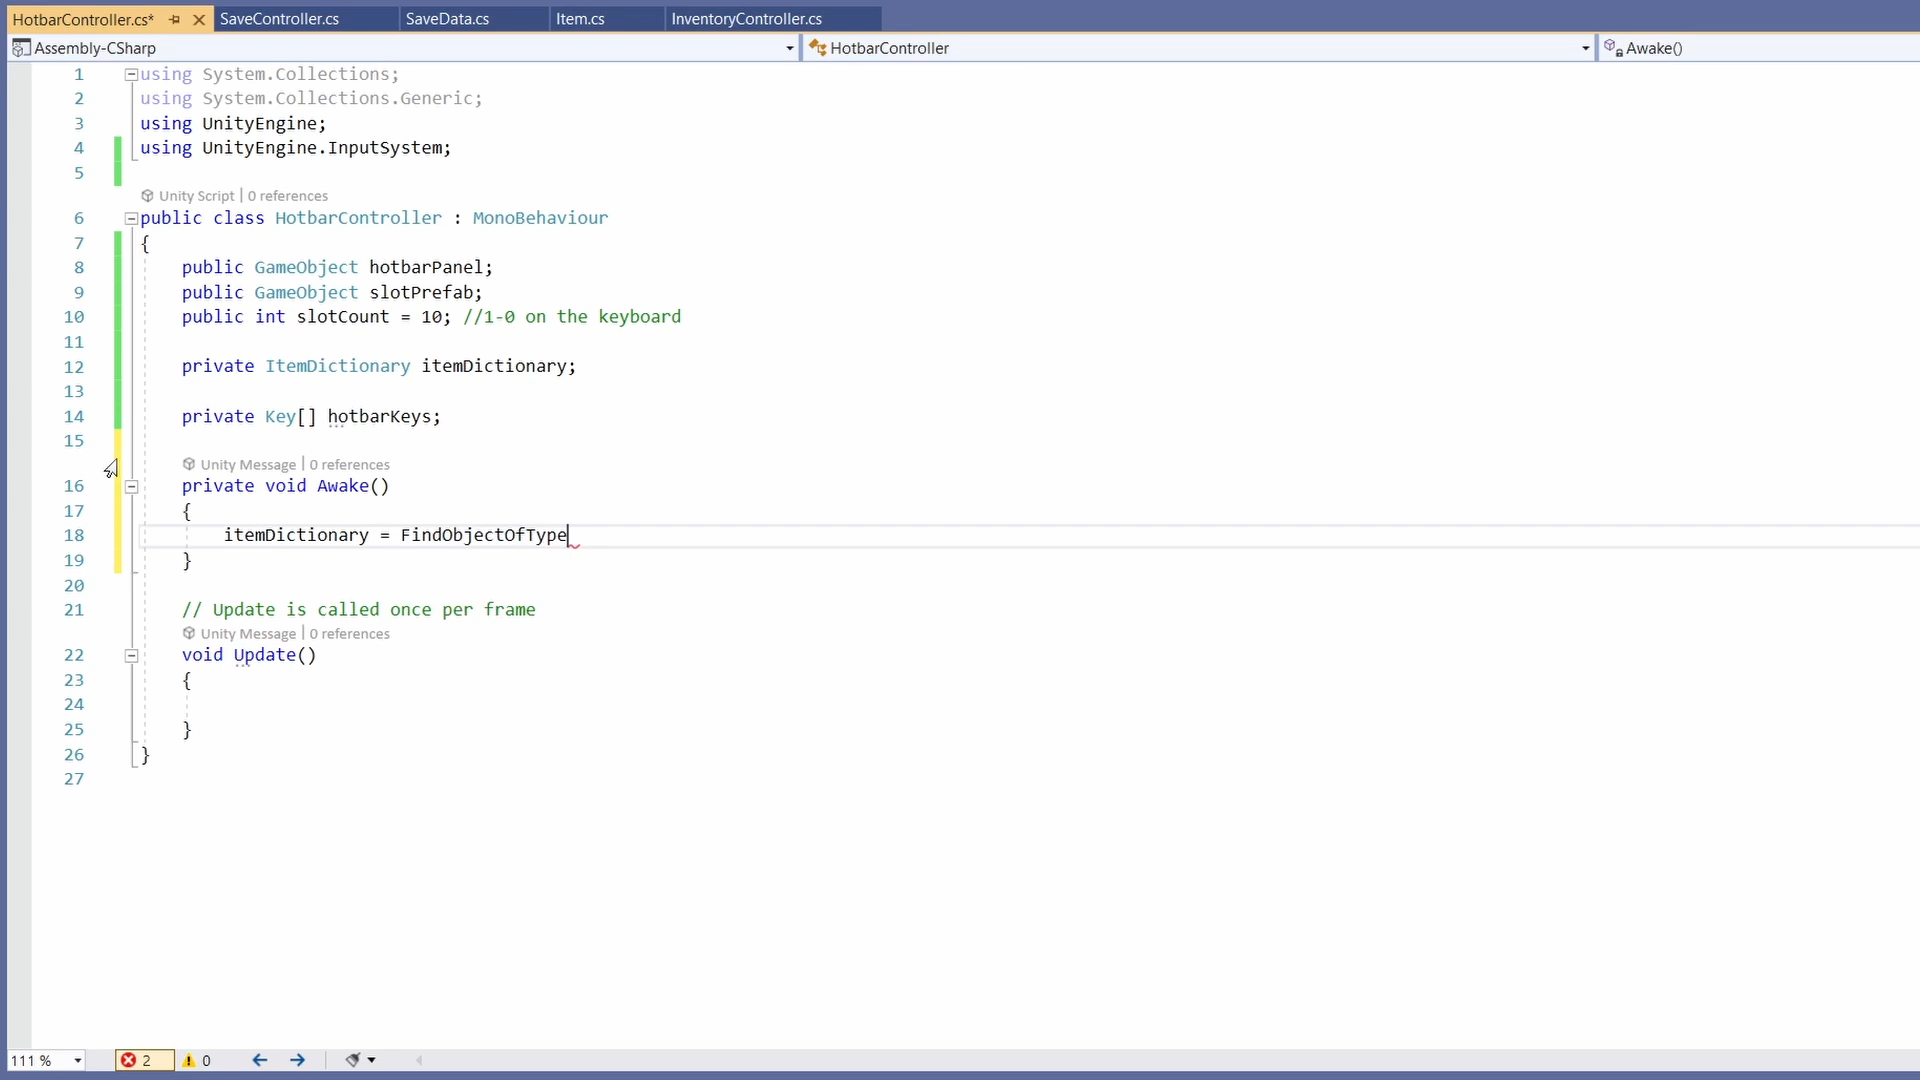 HotbarController.cs* SaveController.cs SaveData.cs Item.cs InventoryController.cs
Assembly-CSharp HotbarController Awake()
1 using System.Collections;
2 using System.Collections.Generic;
3 using UnityEngine;
4 using UnityEngine.InputSystem;
5
Unity Script | 0 references
6 public class HotbarController : MonoBehaviour
7 {
8 public GameObject hotbarPanel;
9 public GameObject slotPrefab;
10 public int slotCount = 10; //1-0 on the keyboard
11
12 private ItemDictionary itemDictionary;
13
14 private Key[] hotbarKeys;
15
Unity Message | 0 references
16 private void Awake()
17 {
18 itemDictionary = FindObjectOfType
19 }
20
21 // Update is called once per frame
Unity Message | 0 references
22 void Update()
23 {
24
25 }
26 }
27
111 % 2 0